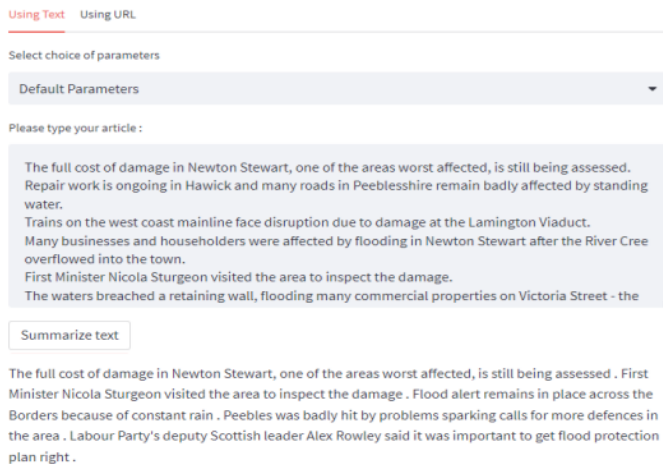 Using Text Using URL
Select choice of parameters
Default Parameters
Please type your article :
The full cost of damage in Newton Stewart, one of the areas worst affected, is still being assessed.
Repair work is ongoing in Hawick and many roads in Peeblesshire remain badly affected by standing
water.
Trains on the west coast mainline face disruption due to damage at the Lamington Viaduct.
Many businesses and householders were affected by flooding in Newton Stewart after the River Cree
overflowed into the town.
First Minister Nicola Sturgeon visited the area to inspect the damage.
The waters breached a retaining wall, flooding many commercial properties on Victoria Street - the
Summarize text
The full cost of damage in Newton Stewart, one of the areas worst affected, is still being assessed . First
Minister Nicola Sturgeon visited the area to inspect the damage . Flood alert remains in place across the
Borders because of constant rain . Peebles was badly hit by problems sparking calls for more defences in
the area . Labour Party's deputy Scottish leader Alex Rowley said it was important to get flood protection
plan right .